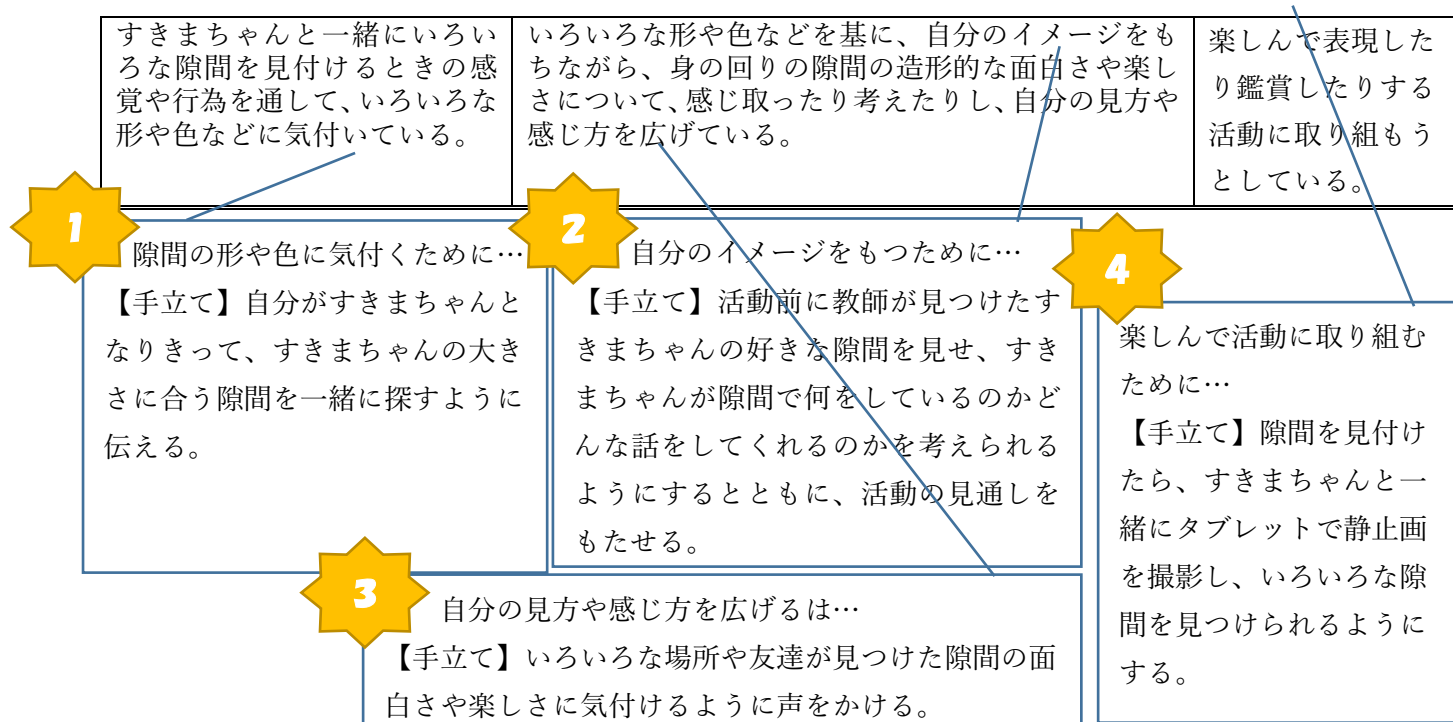 すきまちゃんと一緒にいろい
ろな隙間を見付けるときの感
覚や行為を通して、いろいろな
形や色などに気付いている。
いろいろな形や色などを基に、自分のイメージをも
ちながら、身の回りの隙間の造形的な面白さや楽し
さについて、感じ取ったり考えたりし、自分の見方や
感じ方を広げている。
楽しんで表現した
り鑑賞したりする
活動に取り組もう
としている。
1
隙間の形や色に気付くために…
【手立て】自分がすきまちゃんと
なりきって、すきまちゃんの大き
さに合う隙間を一緒に探すように
伝える。
2
自分のイメージをもつために…
【手立て】活動前に教師が見つけたす
きまちゃんの好きな隙間を見せ、すき
まちゃんが隙間で何をしているのかど
んな話をしてくれるのかを考えられる
ようにするとともに、活動の見通しを
もたせる。
3
自分の見方や感じ方を広げるは…
【手立て】いろいろな場所や友達が見つけた隙間の面
白さや楽しさに気付けるように声をかける。
4
楽しんで活動に取り組む
ために…
【手立て】隙間を見付け
たら、すきまちゃんと一
緒にタブレットで静止画
を撮影し、いろいろな隙
間を見つけられるように
する。